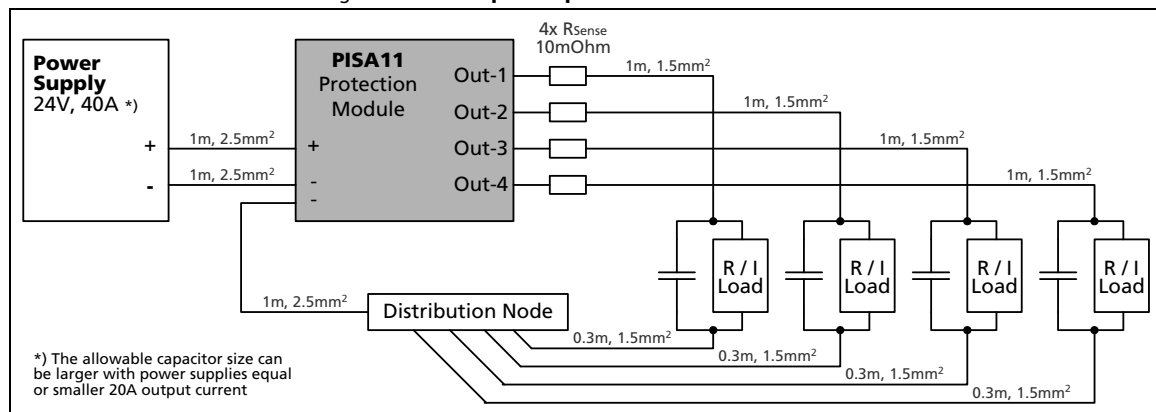 4x RSense
10mOhm
Power
Supply
24V, 40A *)
+
-
1m, 2.5mm²
1m, 2.5mm²
PISA11
Protection
Module
+
-
-
Out-1
Out-2
Out-3
Out-4
1m, 1.5mm²
1m, 1.5mm²
1m, 1.5mm²
1m, 1.5mm²
R / I
Load
R / I
Load
R / I
Load
R / I
Load
1m, 2.5mm²
Distribution Node
0.3m, 1.5mm²
0.3m, 1.5mm²
0.3m, 1.5mm²
0.3m, 1.5mm²
*) The allowable capacitor size can
be larger with power supplies equal
or smaller 20A output current